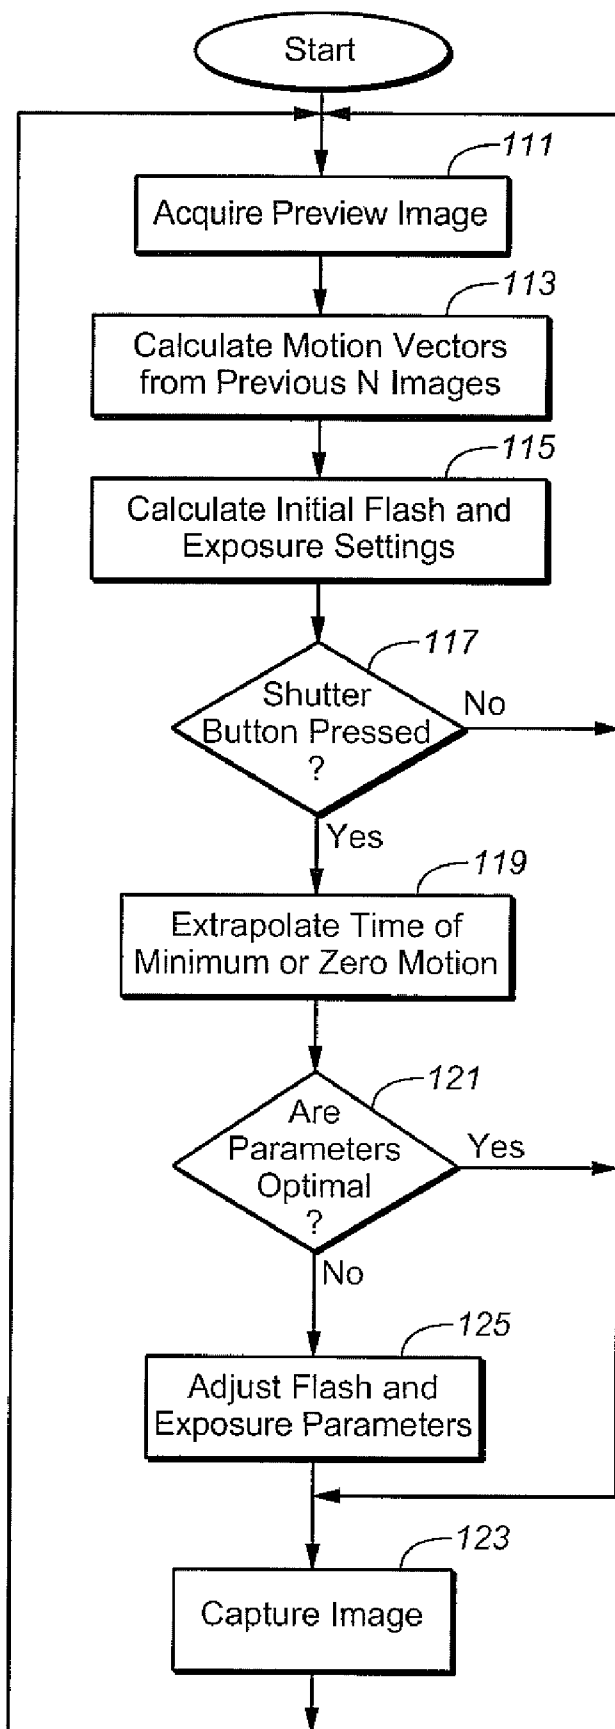 Start
111
Acquire Preview Image
113
Calculate Motion Vectors
from Previous N Images
115
Calculate Initial Flash and
Exposure Settings
117
Shutter
Button Pressed
?
No
Yes
119
Extrapolate Time of
Minimum or Zero Motion
121
Are
Parameters
Optimal
?
Yes
No
125
Adjust Flash and
Exposure Parameters
123
Capture Image